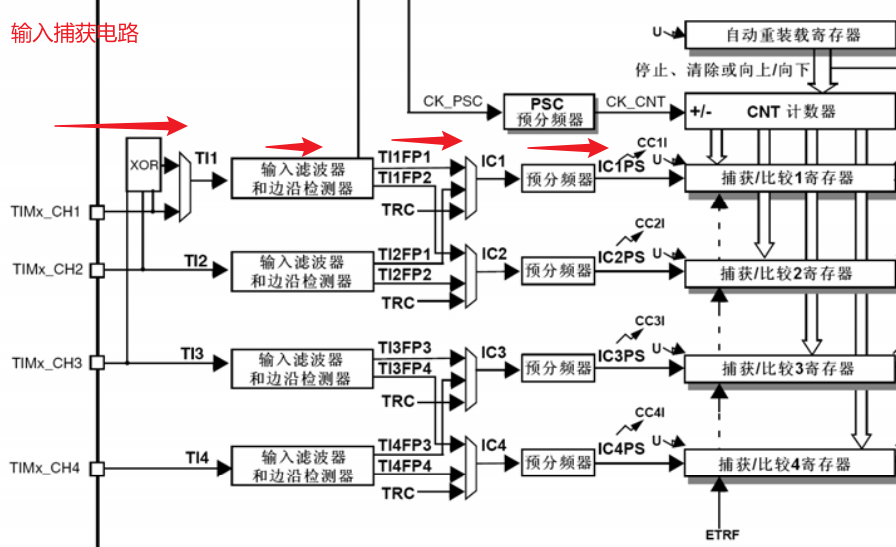 输入捕获电路
U
自动重装载寄存器
停止、清除或向上/向下
CK_PSC
PSC
预分频器
CK_CNT
+/-
CNT 计数器
XOR
TI1
输入滤波器
和边沿检测器
TI1FP1
TI1FP2
TRC
IC1
预分频器
IC1PS
CC1I
U
捕获/比较1寄存器
TIMx_CH1
TIMx_CH2
TI2
输入滤波器
和边沿检测器
TI2FP1
TI2FP2
TRC
IC2
预分频器
IC2PS
CC2I
U
捕获/比较2寄存器
TIMx_CH3
TI3
输入滤波器
和边沿检测器
TI3FP3
TI3FP4
TRC
IC3
预分频器
IC3PS
CC3I
U
捕获/比较3寄存器
TIMx_CH4
TI4
输入滤波器
和边沿检测器
TI4FP3
TI4FP4
TRC
IC4
预分频器
IC4PS
CC4I
U
捕获/比较4寄存器
ETRF